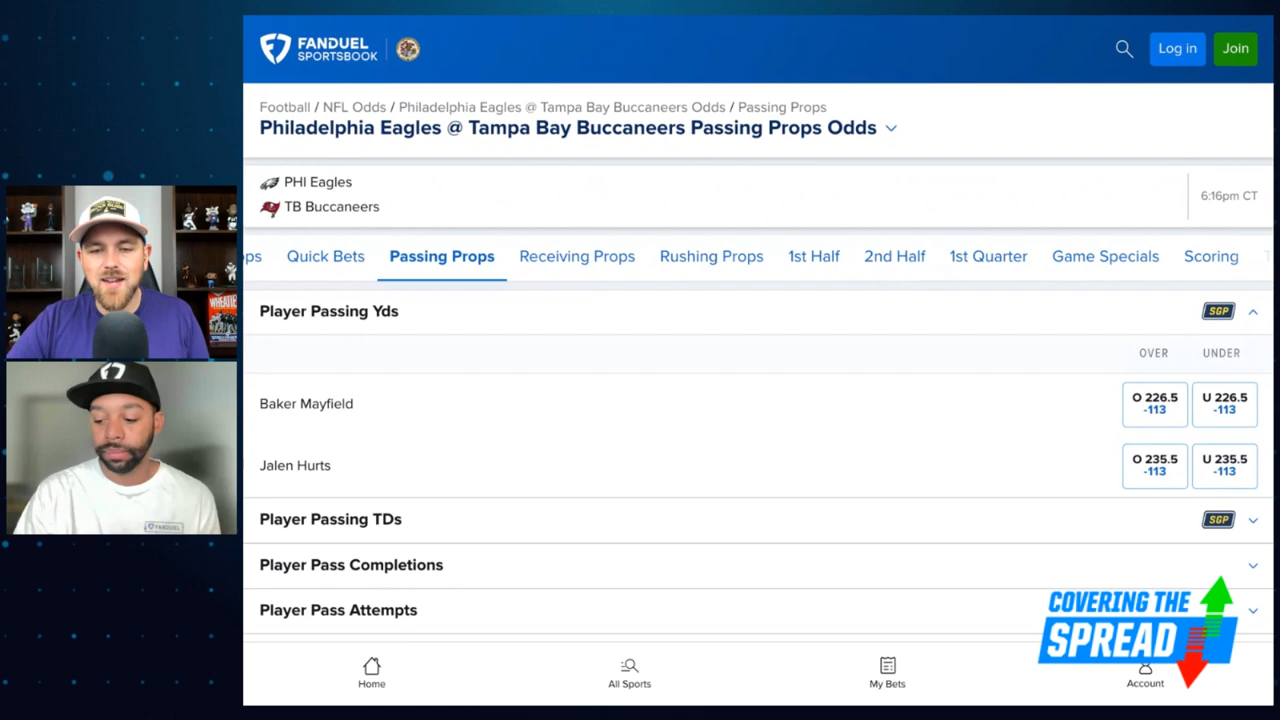 FANDUEL
SPORTSBOOK
Log in
Join
Football / NFL Odds / Philadelphia Eagles @ Tampa Bay Buccaneers Odds / Passing Props
Philadelphia Eagles @ Tampa Bay Buccaneers Passing Props Odds
PHI Eagles
TB Buccaneers
6:16pm CT
ps
Quick Bets
Passing Props
Receiving Props
Rushing Props
1st Half
2nd Half
1st Quarter
Game Specials
Scoring
Player Passing Yds
SGP
OVER
UNDER
Baker Mayfield
O 226.5
-113
U 226.5
-113
Jalen Hurts
O 235.5
-113
U 235.5
-113
Player Passing TDs
SGP
Player Pass Completions
Player Pass Attempts
COVERING THE
SPREAD
Home
All Sports
My Bets
Account
WHEATIES
FANDUEL